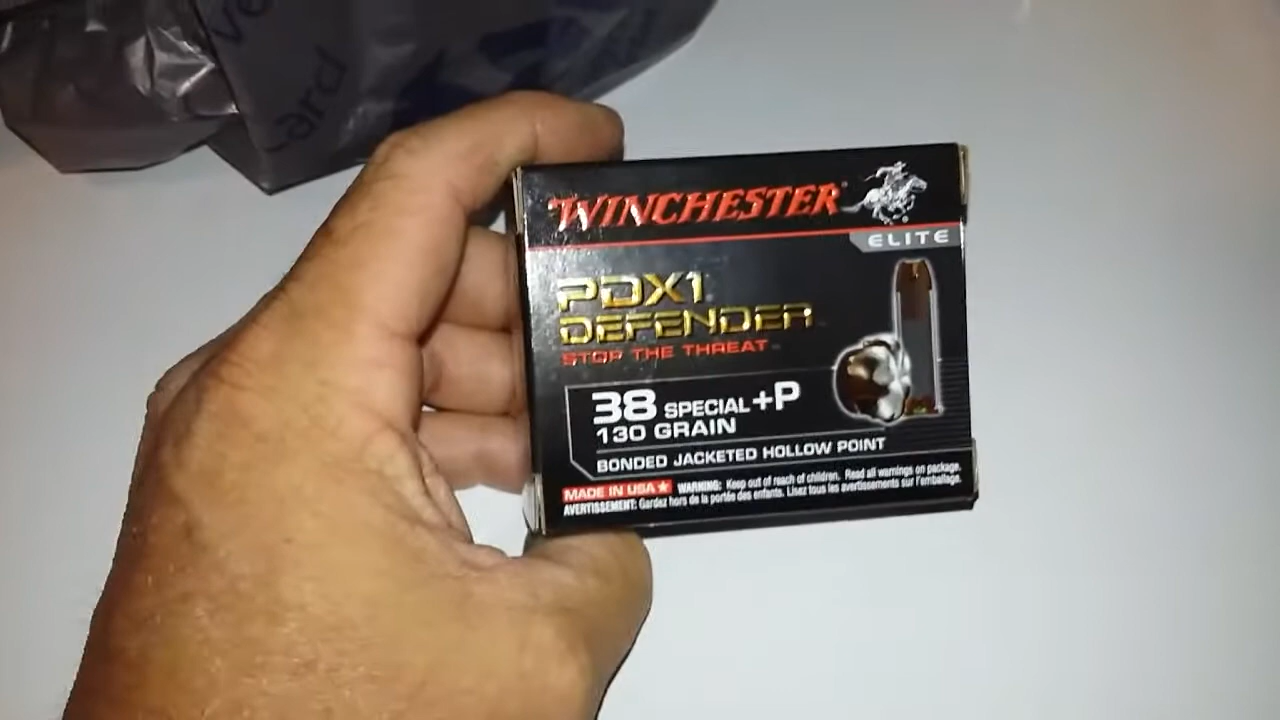 WINCHESTER
ELITE
PDX1
DEFENDER
STOP THE THREAT
38 SPECIAL +P
130 GRAIN
BONDED JACKETED HOLLOW POINT
MADE IN USA ★ WARNING: Keep out of reach of children. Read all warnings on package.
AVERTISSEMENT: Gardez hors de la portée des enfants. Lisez tous les avertissements sur l'emballage.
ard